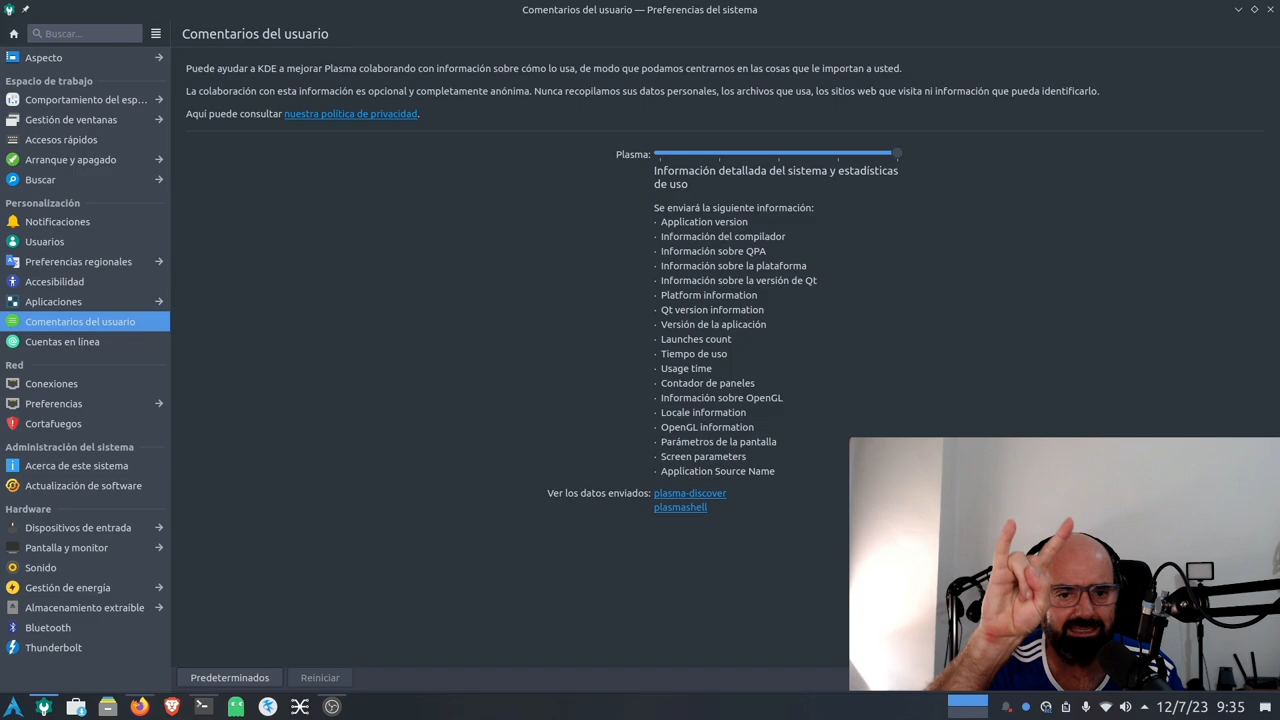 Comentarios del usuario — Preferencias del sistema
Buscar...
Comentarios del usuario
Aspecto
Espacio de trabajo
Comportamiento del esp...
Gestión de ventanas
Accesos rápidos
Arranque y apagado
Buscar
Personalización
Notificaciones
Usuarios
Preferencias regionales
Accesibilidad
Aplicaciones
Comentarios del usuario
Cuentas en línea
Red
Conexiones
Preferencias
Cortafuegos
Administración del sistema
Acerca de este sistema
Actualización de software
Hardware
Dispositivos de entrada
Pantalla y monitor
Sonido
Gestión de energía
Almacenamiento extraíble
Bluetooth
Thunderbolt
Puede ayudar a KDE a mejorar Plasma colaborando con información sobre cómo lo usa, de modo que podamos centrarnos en las cosas que le importan a usted.
La colaboración con esta información es opcional y completamente anónima. Nunca recopilamos sus datos personales, los archivos que usa, los sitios web que visita ni información que pueda identificarlo.
Aquí puede consultar nuestra política de privacidad.
Plasma:
Información detallada del sistema y estadísticas
de uso
Se enviará la siguiente información:
· Application version
· Información del compilador
· Información sobre QPA
· Información sobre la plataforma
· Información sobre la versión de Qt
· Platform information
· Qt version information
· Versión de la aplicación
· Launches count
· Tiempo de uso
· Usage time
· Contador de paneles
· Información sobre OpenGL
· Locale information
· OpenGL information
· Parámetros de la pantalla
· Screen parameters
· Application Source Name
Ver los datos enviados: plasma-discover
plasmashell
Predeterminados
Reiniciar
12/7/23
9:35